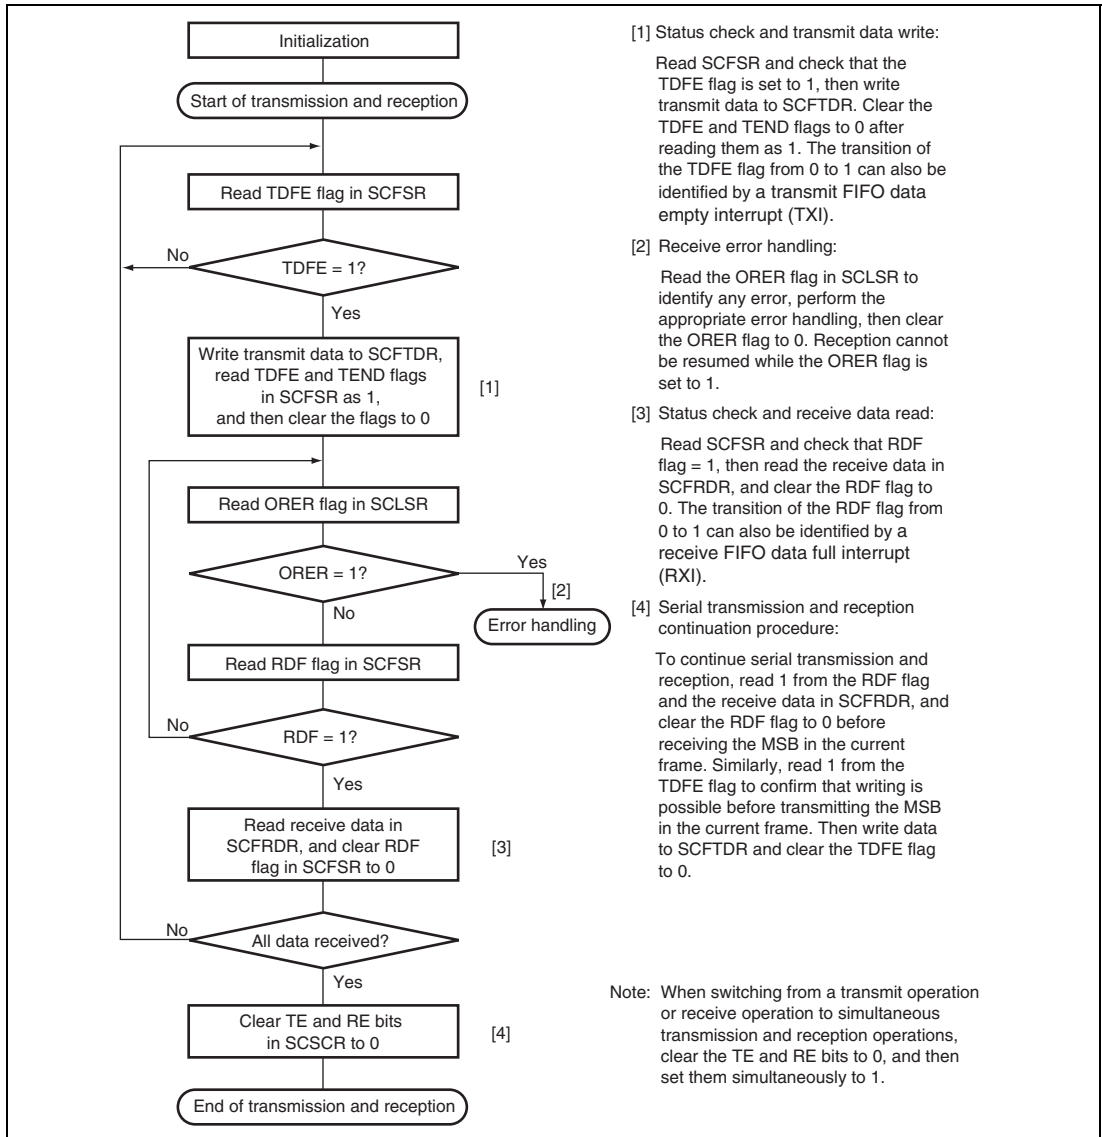 Initialization
Start of transmission and reception
Read TDFE flag in SCFSR
No
TDFE = 1?
Yes
Write transmit data to SCFTDR,
read TDFE and TEND flags
in SCFSR as 1,
and then clear the flags to 0
[1]
Read ORER flag in SCLSR
ORER = 1?
Yes
[2]
No
Error handling
Read RDF flag in SCFSR
No
RDF = 1?
Yes
Read receive data in
SCFRDR, and clear RDF
flag in SCFSR to 0
[3]
No
All data received?
Yes
Clear TE and RE bits
in SCSCR to 0
[4]
End of transmission and reception
[1] Status check and transmit data write:
Read SCFSR and check that the
TDFE flag is set to 1, then write
transmit data to SCFTDR. Clear the
TDFE and TEND flags to 0 after
reading them as 1. The transition of
the TDFE flag from 0 to 1 can also be
identified by a transmit FIFO data
empty interrupt (TXI).
[2] Receive error handling:
Read the ORER flag in SCLSR to
identify any error, perform the
appropriate error handling, then clear
the ORER flag to 0. Reception cannot
be resumed while the ORER flag is
set to 1.
[3] Status check and receive data read:
Read SCFSR and check that RDF
flag = 1, then read the receive data in
SCFRDR, and clear the RDF flag to
0. The transition of the RDF flag from
0 to 1 can also be identified by a
receive FIFO data full interrupt
(RXI).
[4] Serial transmission and reception
continuation procedure:
To continue serial transmission and
reception, read 1 from the RDF flag
and the receive data in SCFRDR, and
clear the RDF flag to 0 before
receiving the MSB in the current
frame. Similarly, read 1 from the
TDFE flag to confirm that writing is
possible before transmitting the MSB
in the current frame. Then write data
to SCFTDR and clear the TDFE flag
to 0.
Note: When switching from a transmit operation
or receive operation to simultaneous
transmission and reception operations,
clear the TE and RE bits to 0, and then
set them simultaneously to 1.